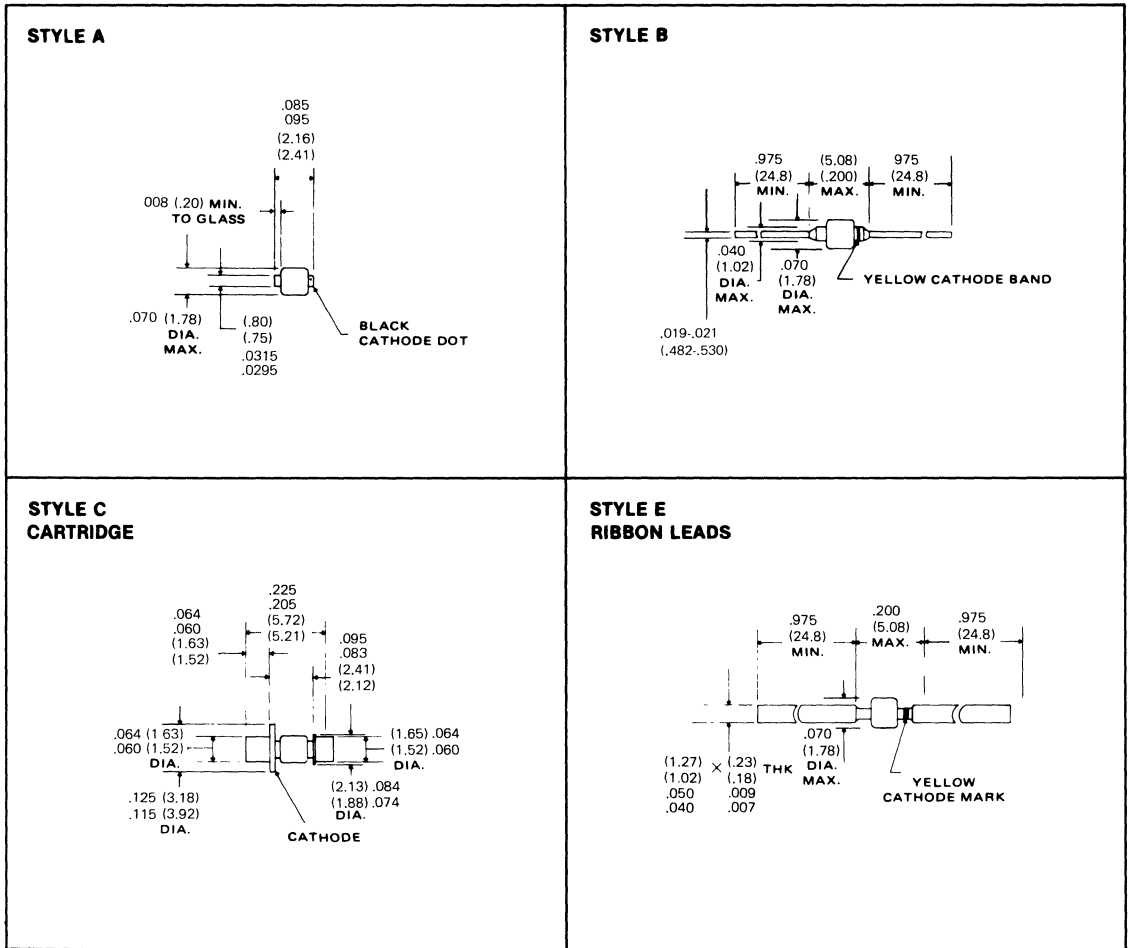 STYLE A
.085
.095
(2.16)
(2.41)
008 (.20) MIN.
TO GLASS
.070 (1.78)
DIA.
MAX.
(.80)
(.75)
.0315
.0295
BLACK
CATHODE DOT
STYLE B
.975
(24.8)
MIN.
(5.08)
(.200)
MAX.
975
(24.8)
MIN.
.040
(1.02)
DIA.
MAX.
.070
(1.78)
DIA.
MAX.
YELLOW CATHODE BAND
.019-.021
(.482-.530)
STYLE C
CARTRIDGE
.225
.205
(5.72)
(5.21)
.064
.060
(1.63)
(1.52)
.095
.083
(2.41)
(2.12)
.064 (1 63)
.060 (1.52)
DIA.
(1.65) .064
(1.52) .060
DIA.
.125 (3.18)
.115 (3.92)
DIA.
(2.13) .084
(1.88) .074
DIA.
CATHODE
STYLE E
RIBBON LEADS
.975
(24.8)
MIN.
.200
(5.08)
MAX.
.975
(24.8)
MIN.
(1.27) × (.23) THK
(1.02) (.18)
.050 .009
.040 .007
.070
(1.78)
DIA.
MAX.
YELLOW
CATHODE MARK